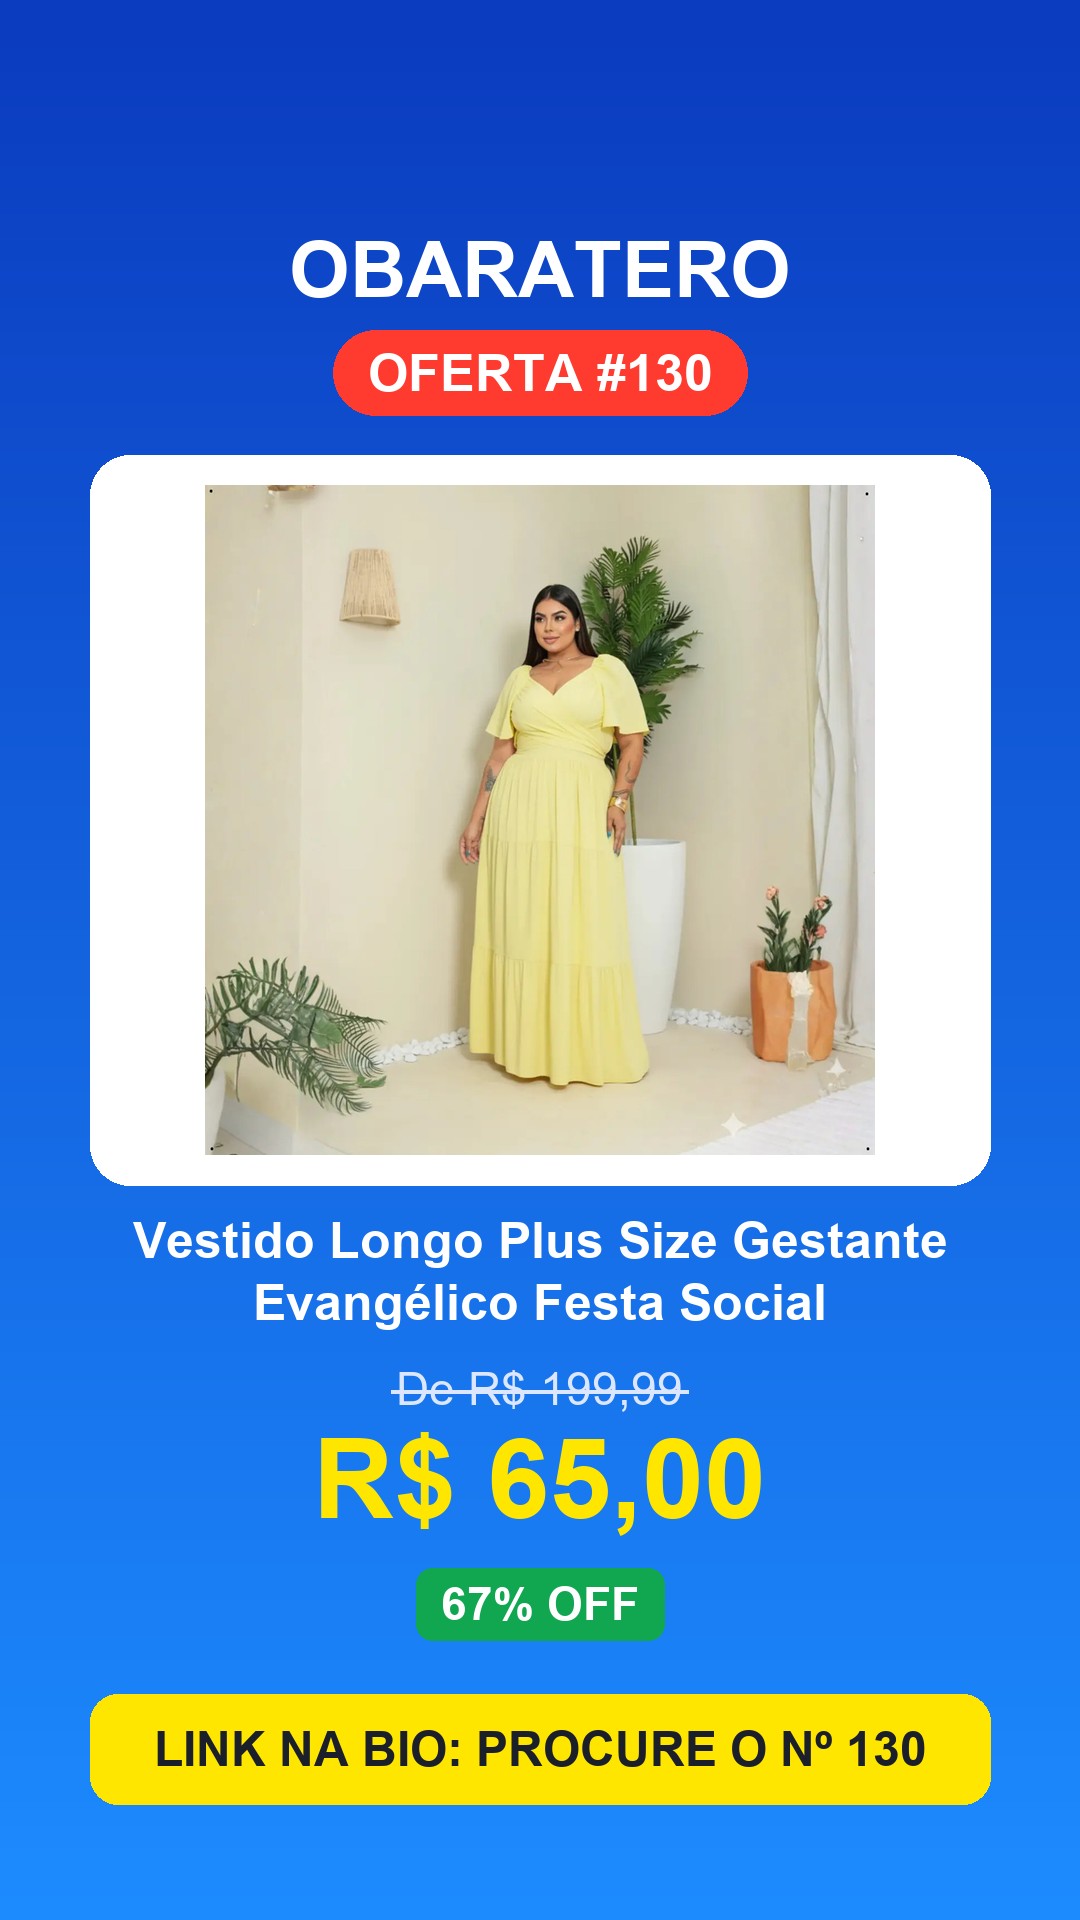 OBARATERO
OFERTA #130
Vestido Longo Plus Size Gestante
Evangélico Festa Social
De R$ 199,99
R$ 65,00
67% OFF
LINK NA BIO: PROCURE O Nº 130